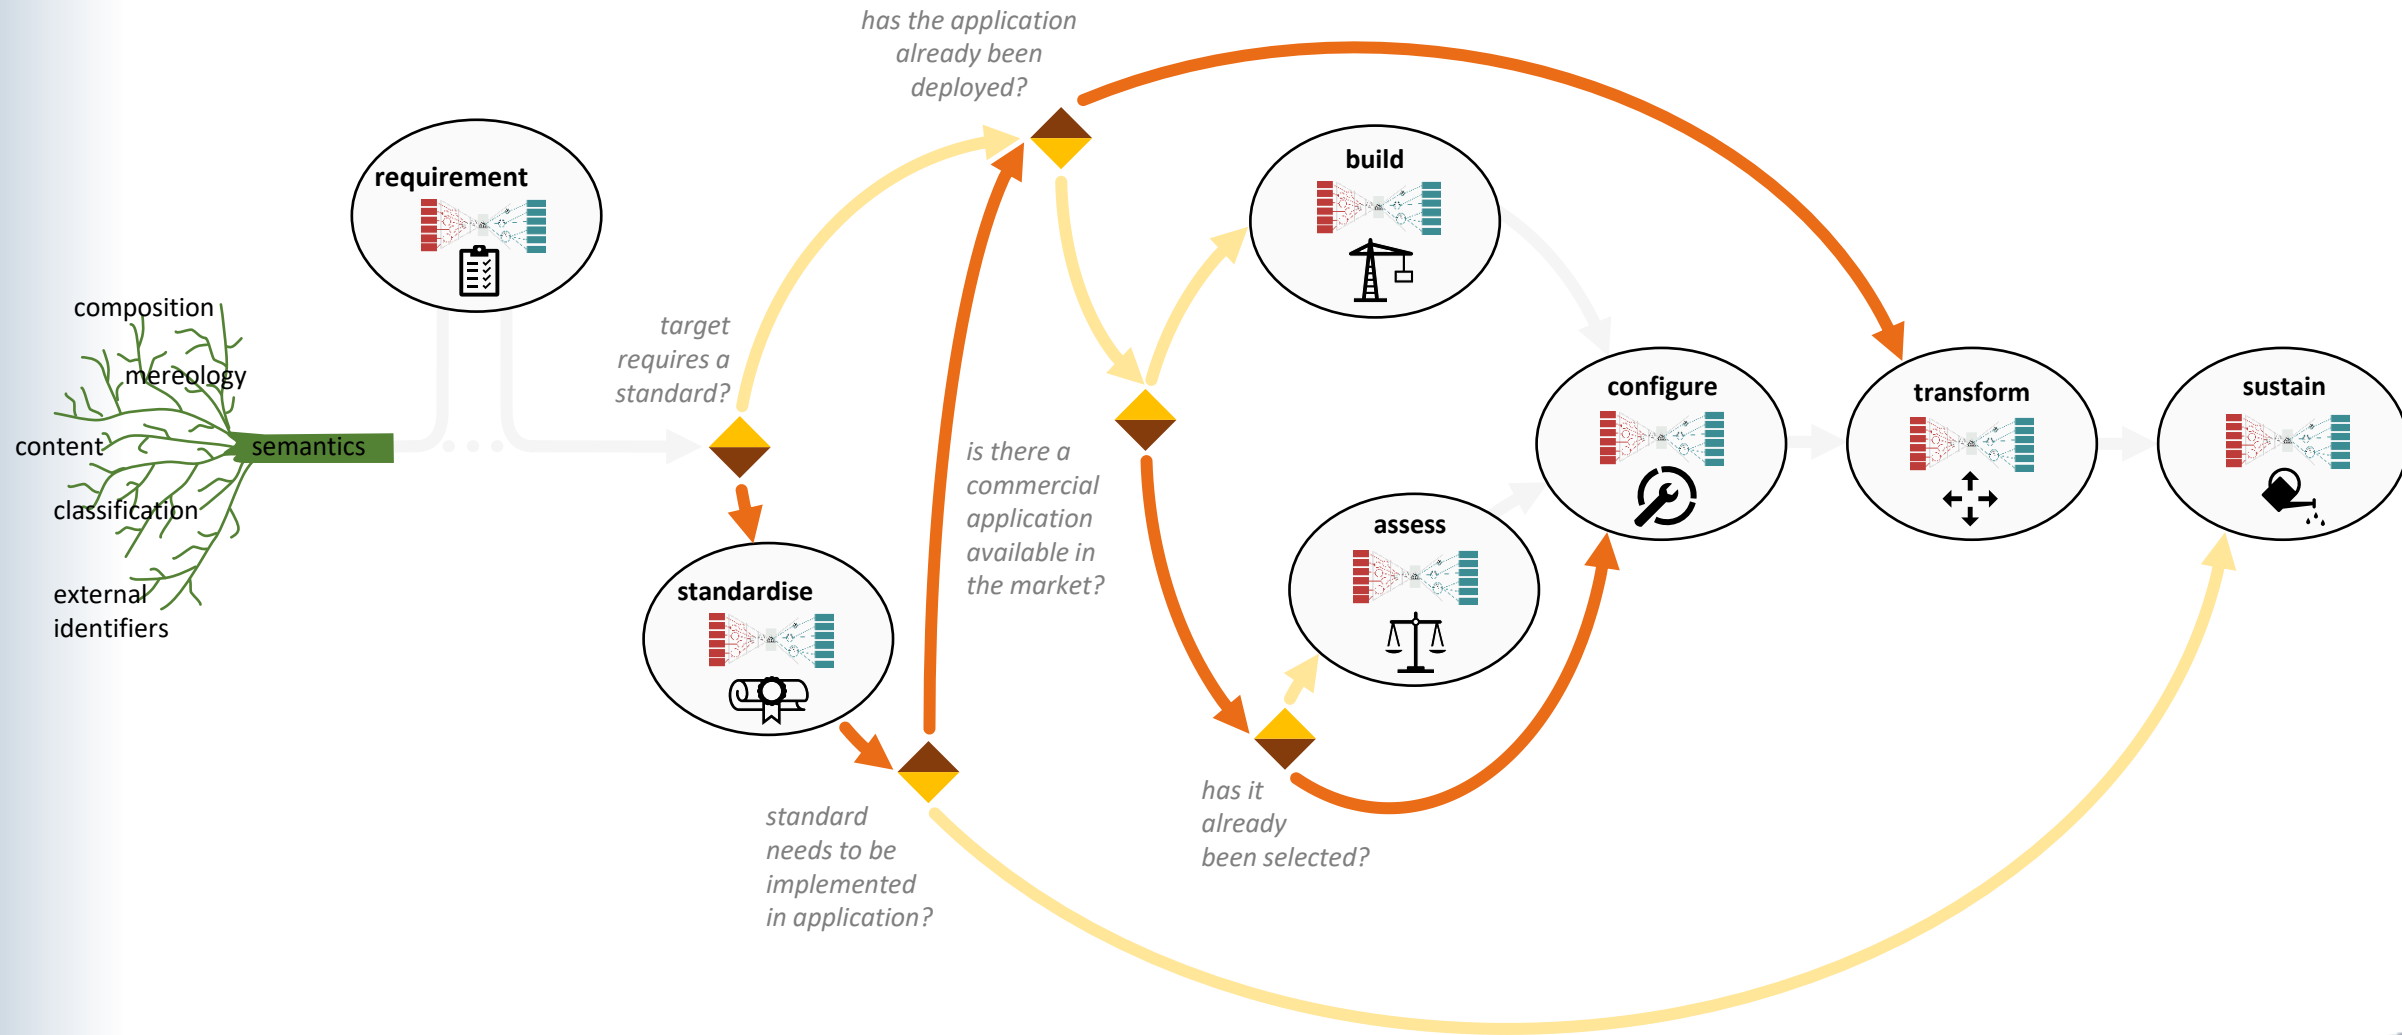 has the application
already been
deployed?
requirement
build
composition
mereology
content
semantics
classification
external
identifiers
target
requires a
standard?
is there a
commercial
application
available in
the market?
configure
transform
sustain
assess
standardise
standard
needs to be
implemented
in application?
has it
already
been selected?